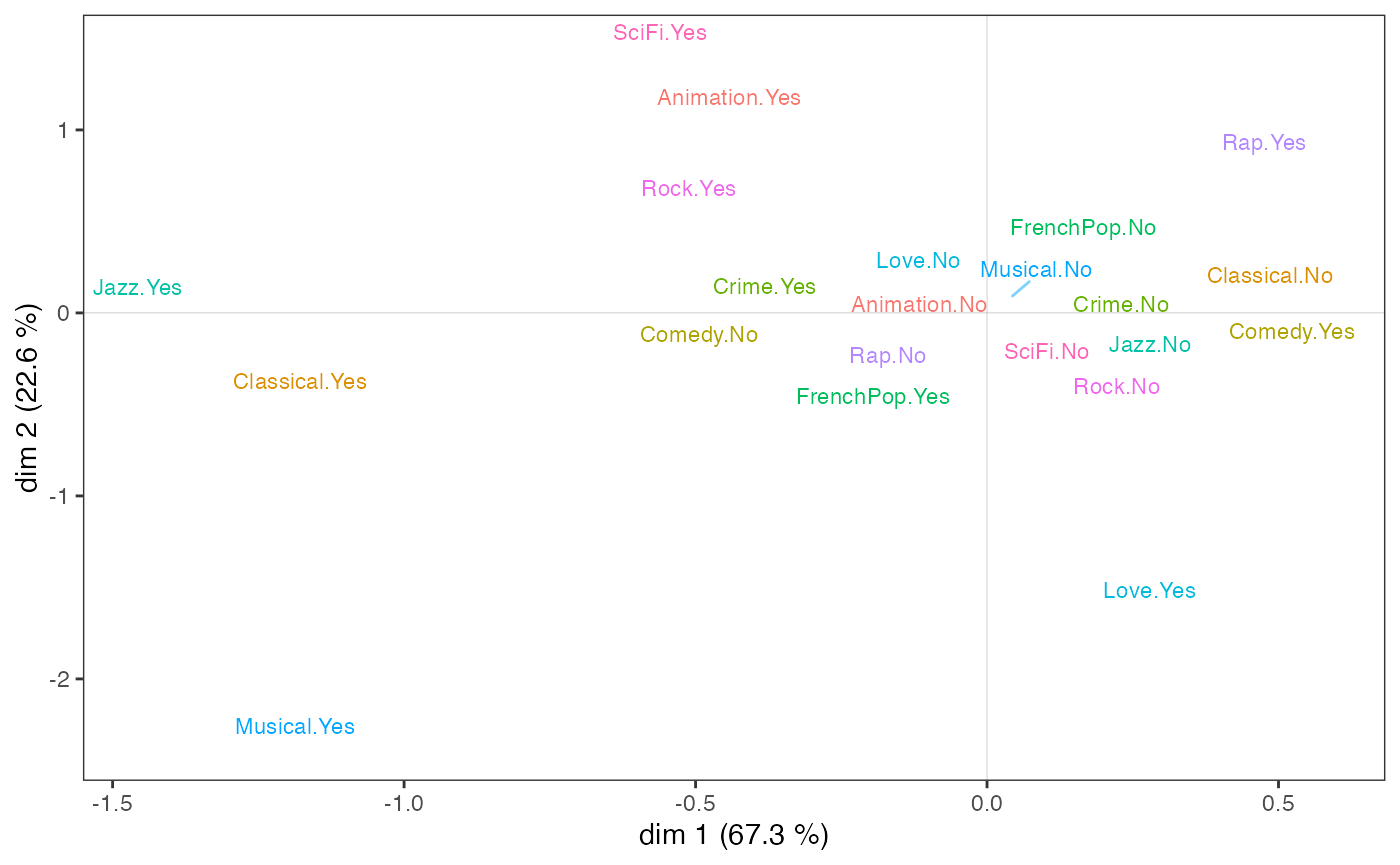 SciFi.Yes
Animation.Yes
1
Rap.Yes
Rock.Yes
FrenchPop.No
Love.No
Musical.No
Classical.No
Jazz.Yes
Crime.Yes
Animation.No
Crime.No
0
Comedy.No
Comedy.Yes
Rap.No
SciFi.No
Jazz.No
Classical.Yes
Rock.No
FrenchPop.Yes
dim 2 (22.6 %)
-1
Love.Yes
-2
Musical.Yes
-1.5
-1.0
-0.5
0.0
0.5
dim 1 (67.3 %)